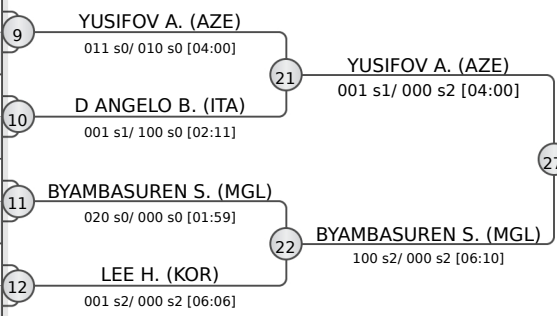 9
YUSIFOV A. (AZE)
011 s0/ 010 s0 [04:00]
21
YUSIFOV A. (AZE)
001 s1/ 000 s2 [04:00]
10
D ANGELO B. (ITA)
001 s1/ 100 s0 [02:11]
27
11
BYAMBASUREN S. (MGL)
020 s0/ 000 s0 [01:59]
22
BYAMBASUREN S. (MGL)
100 s2/ 000 s2 [06:10]
12
LEE H. (KOR)
001 s2/ 000 s2 [06:06]